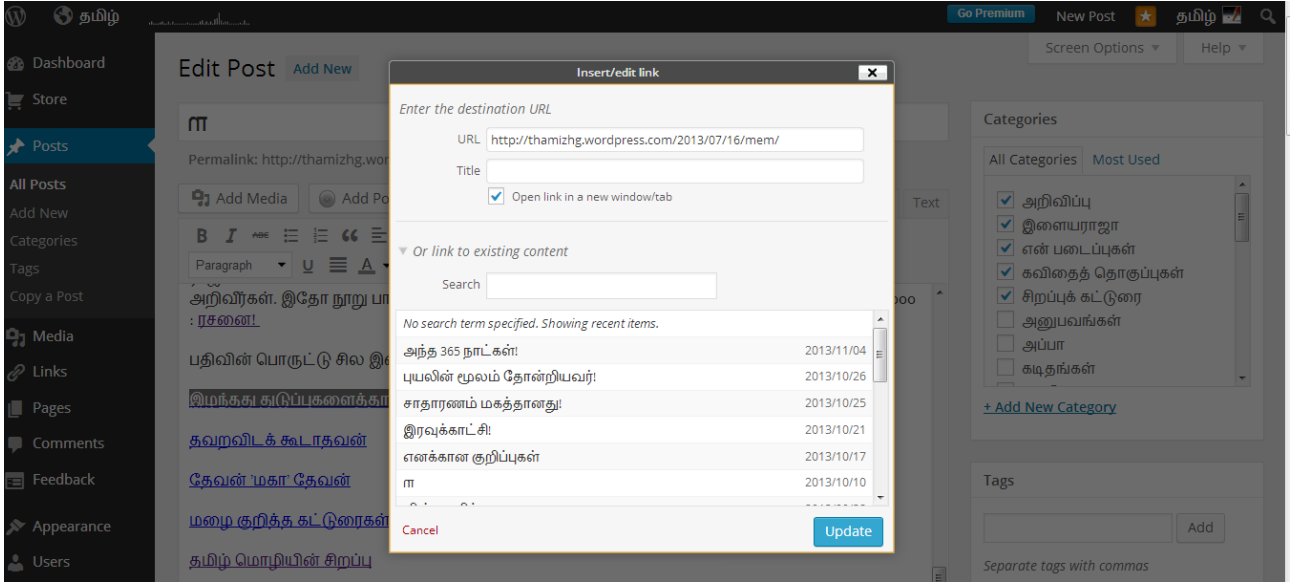 தமிழ்
Go Premium
New Post
தமிழ்
Dashboard
Store
Posts
All Posts
Add New
Categories
Tags
Copy a Post
Media
Links
Pages
Comments
Feedback
Appearance
Users
Edit Post Add New
Screen Options
Help
ள
Permalink: http://thamizhg.wor
Add Media Add Po
Text
B I ABC
Paragraph U A
அறிவீர்கள். இதோ நூறு பா
: ரசனை!
பதிவின் பொருட்டு சில
தவறவிடக் கூடாதவன்
தேவன் 'மகா' தேவன்
மழை குறித்த கட்டுரைகள்
தமிழ் மொழியின் சிறப்பு
Insert/edit link
Enter the destination URL
URL http://thamizhg.wordpress.com/2013/07/16/mem/
Title
Open link in a new window/tab
Or link to existing content
Search
No search term specified. Showing recent items.
அந்த 365 நாட்கள்! 2013/11/04
புயலின் மூலம் தோன்றியவர்! 2013/10/26
சாதாரணம் மகத்தானது! 2013/10/25
இரவுக்காட்சி! 2013/10/21
எனக்கான குறிப்புகள் 2013/10/17
ள 2013/10/10
Cancel
Update
Categories
All Categories Most Used
அறிவிப்பு
இளையராஜா
என் படைப்புகள்
கவிதைத் தொகுப்புகள்
சிறப்புக் கட்டுரை
அனுபவங்கள்
அப்பா
கடிதங்கள்
+ Add New Category
Tags
Add
Separate tags with commas